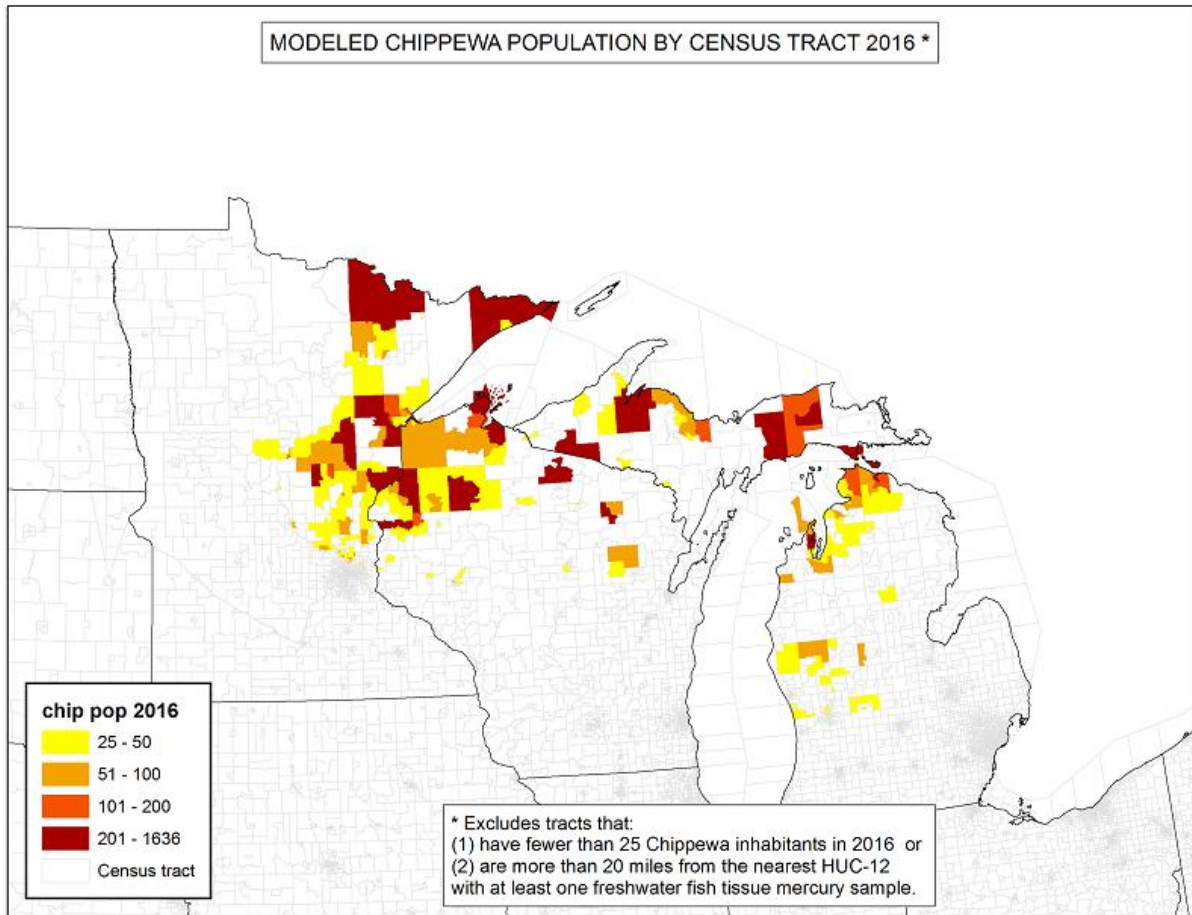 MODELED CHIPPEWA POPULATION BY CENSUS TRACT 2016 *
chip pop 2016
25 - 50
51 - 100
101 - 200
201 - 1636
Census tract
* Excludes tracts that:
(1) have fewer than 25 Chippewa inhabitants in 2016 or
(2) are more than 20 miles from the nearest HUC-12
with at least one freshwater fish tissue mercury sample.